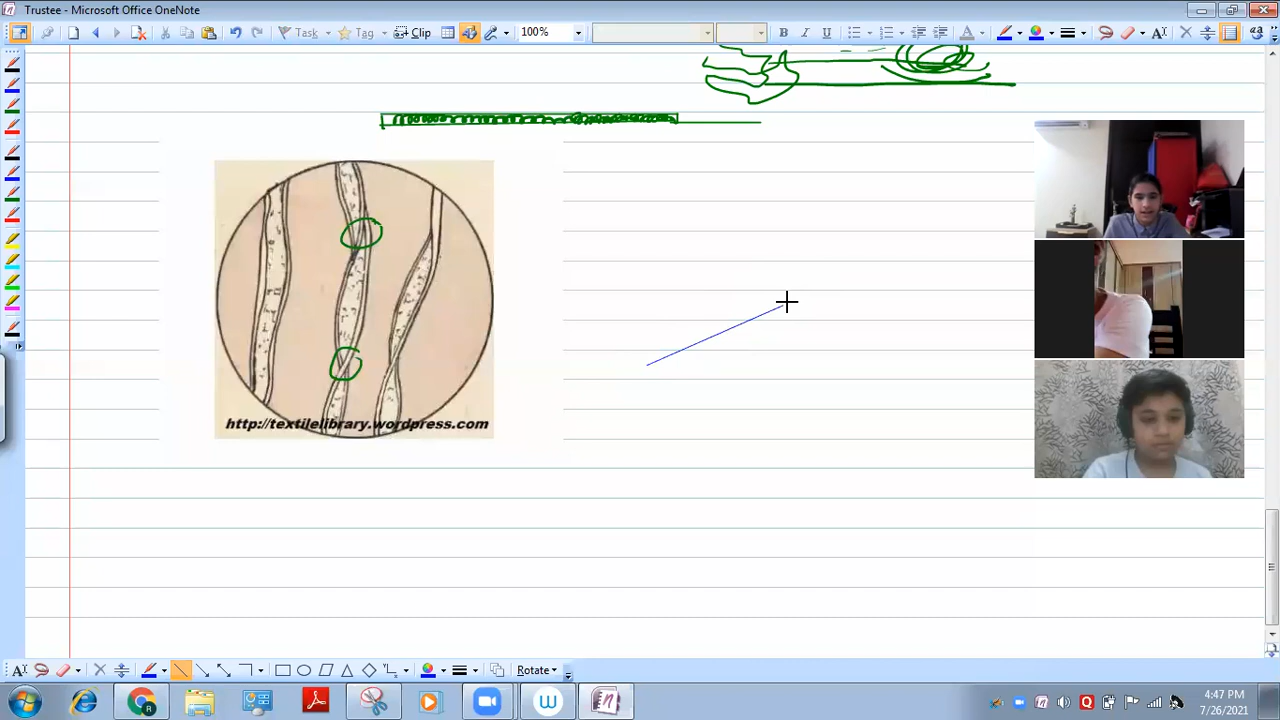 Trustee - Microsoft Office OneNote
Task Tag Clip 100% B I U A A
http://textilelibrary.wordpress.com
A Rotate
4:47 PM
7/26/2021